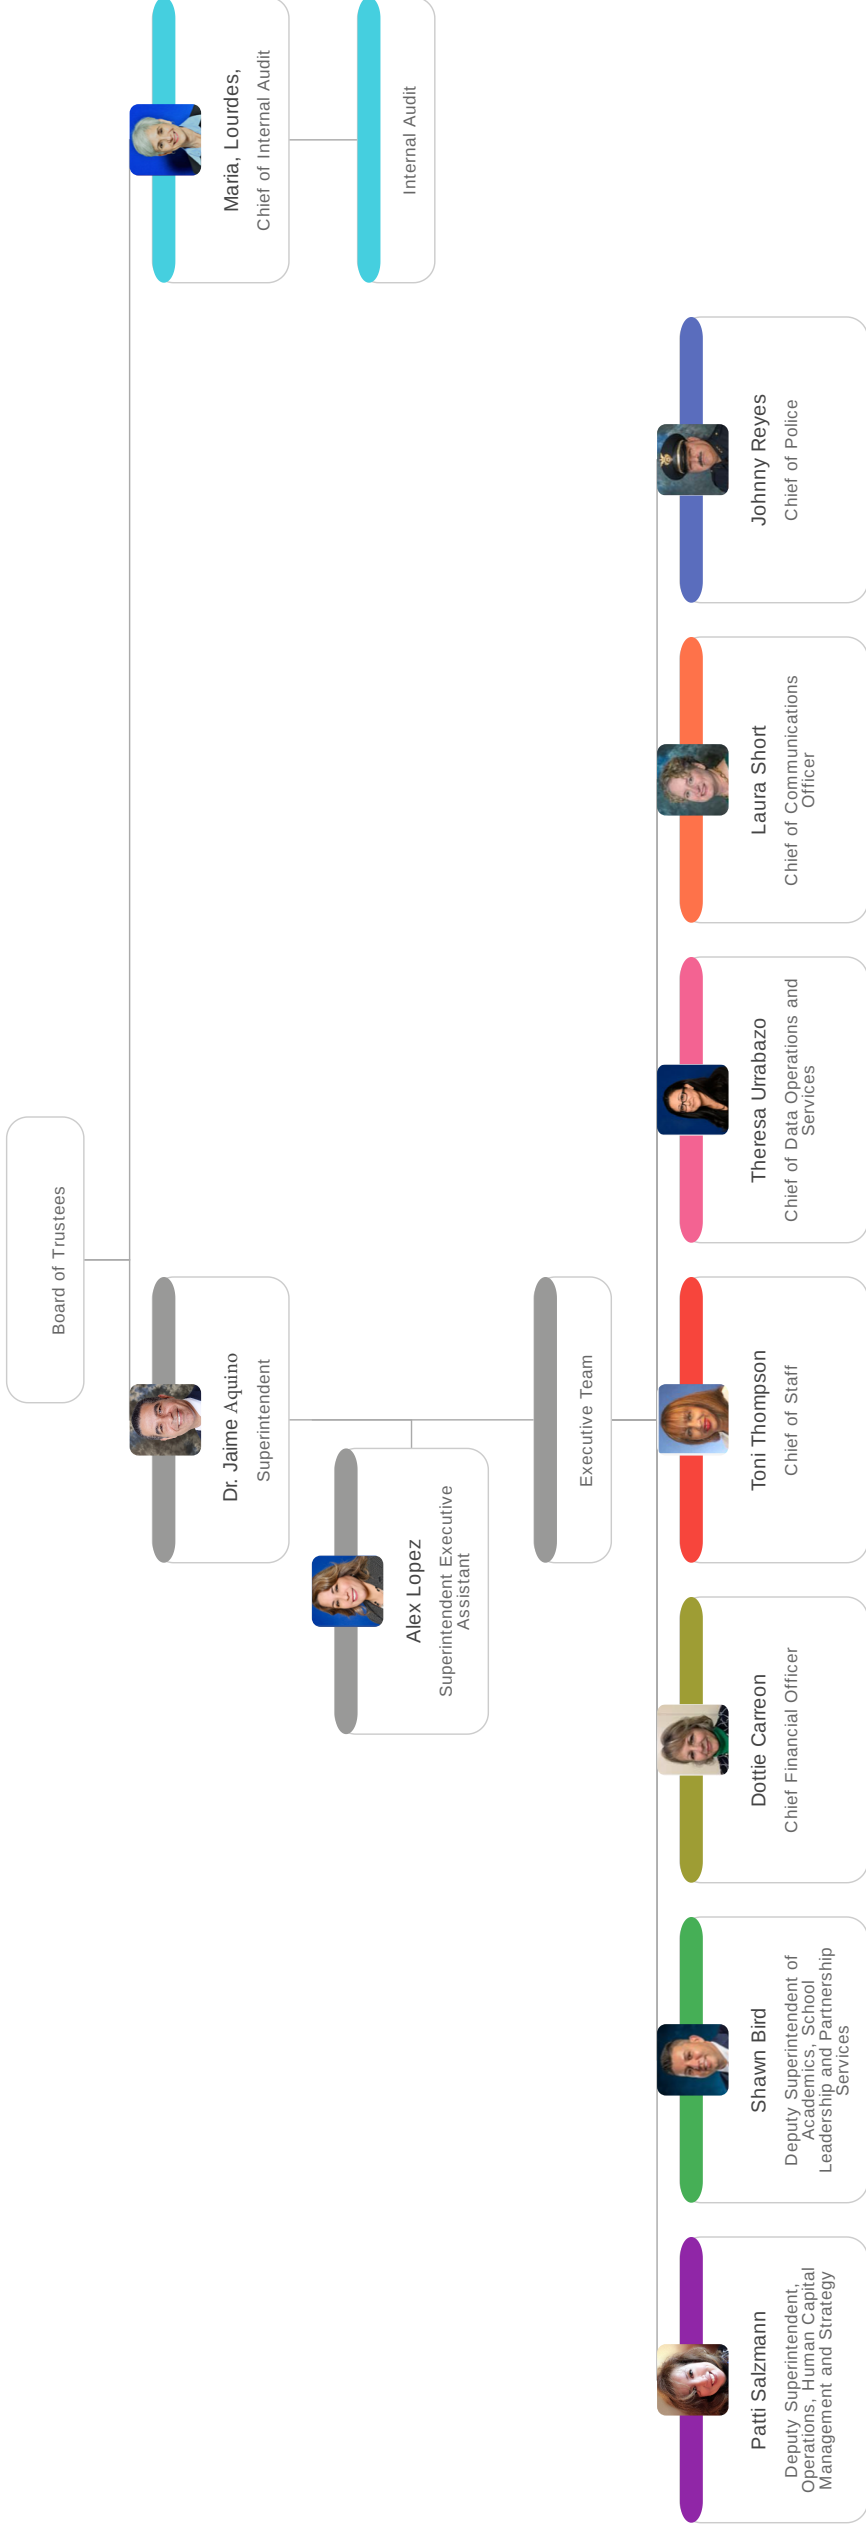 Board of Trustees
Dr. Jaime Aquino
Superintendent
Maria, Lourdes,
Chief of Internal Audit
Alex Lopez
Superintendent Executive
Assistant
Internal Audit
Executive Team
Patti Salzmann
Deputy Superintendent,
Operations, Human Capital
Management and Strategy
Shawn Bird
Deputy Superintendent of
Academics, School
Leadership and Partnership
Services
Dottie Carreon
Chief Financial Officer
Toni Thompson
Chief of Staff
Theresa Urrabazo
Chief of Data Operations and
Services
Laura Short
Chief of Communications
Officer
Johnny Reyes
Chief of Police